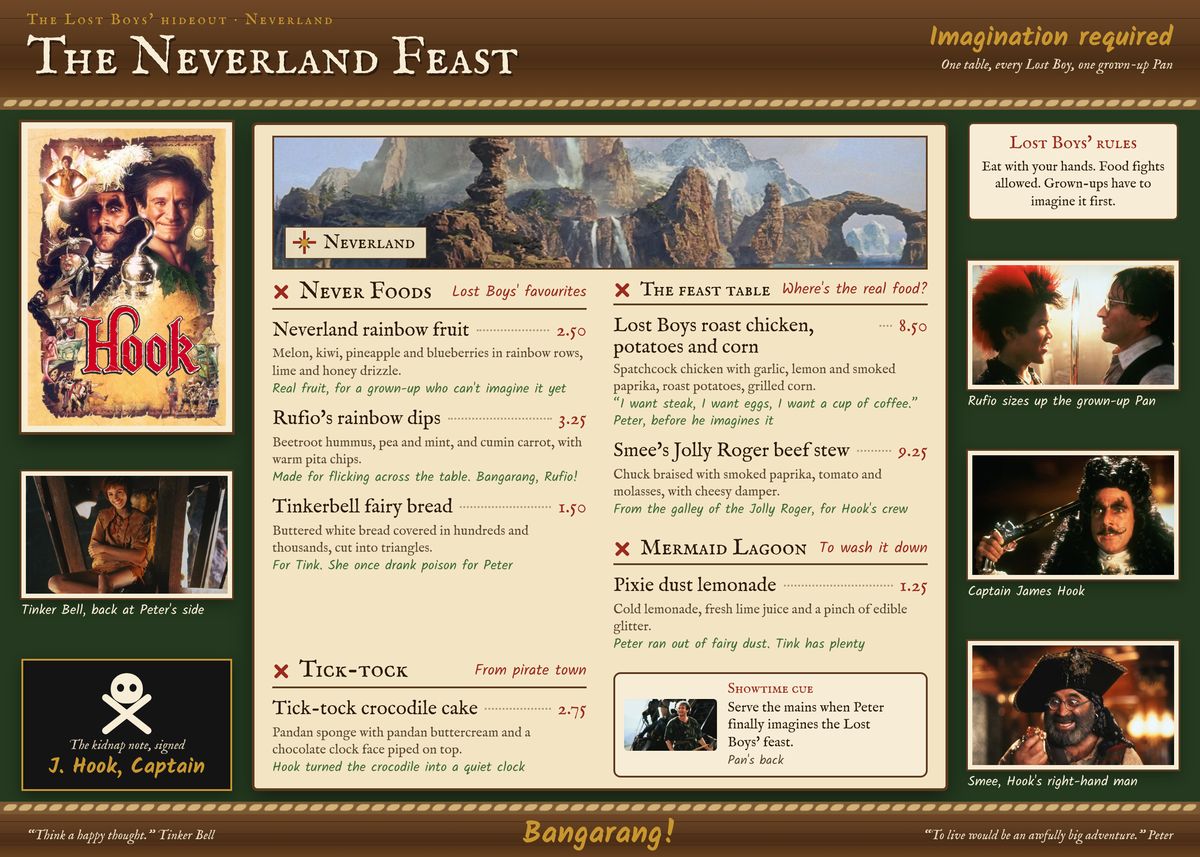 The Lost Boys' hideout · Neverland
The Neverland Feast
Imagination required
One table, every Lost Boy, one grown-up Pan
Hook
Tinker Bell, back at Peter's side
The kidnap note, signed
J. Hook, Captain
Neverland
Never Foods Lost Boys' favourites
Neverland rainbow fruit 2.50
Melon, kiwi, pineapple and blueberries in rainbow rows,
lime and honey drizzle.
Real fruit, for a grown-up who can't imagine it yet
Rufio's rainbow dips 3.25
Beetroot hummus, pea and mint, and cumin carrot, with
warm pita chips.
Made for flicking across the table. Bangarang, Rufio!
Tinkerbell fairy bread 1.50
Buttered white bread covered in hundreds and
thousands, cut into triangles.
For Tink. She once drank poison for Peter
Tick-tock From pirate town
Tick-tock crocodile cake 2.75
Pandan sponge with pandan buttercream and a
chocolate clock face piped on top.
Hook turned the crocodile into a quiet clock
The feast table Where's the real food?
Lost Boys roast chicken, 8.50
potatoes and corn
Spatchcock chicken with garlic, lemon and smoked
paprika, roast potatoes, grilled corn.
“I want steak, I want eggs, I want a cup of coffee.”
Peter, before he imagines it
Smee's Jolly Roger beef stew 9.25
Chuck braised with smoked paprika, tomato and
molasses, with cheesy damper.
From the galley of the Jolly Roger, for Hook's crew
Mermaid Lagoon To wash it down
Pixie dust lemonade 1.25
Cold lemonade, fresh lime juice and a pinch of edible
glitter.
Peter ran out of fairy dust. Tink has plenty
Showtime cue
Serve the mains when Peter
finally imagines the Lost
Boys' feast.
Pan's back
Lost Boys' rules
Eat with your hands. Food fights
allowed. Grown-ups have to
imagine it first.
Rufio sizes up the grown-up Pan
Captain James Hook
Smee, Hook's right-hand man
“Think a happy thought.” Tinker Bell
Bangarang!
“To live would be an awfully big adventure.” Peter